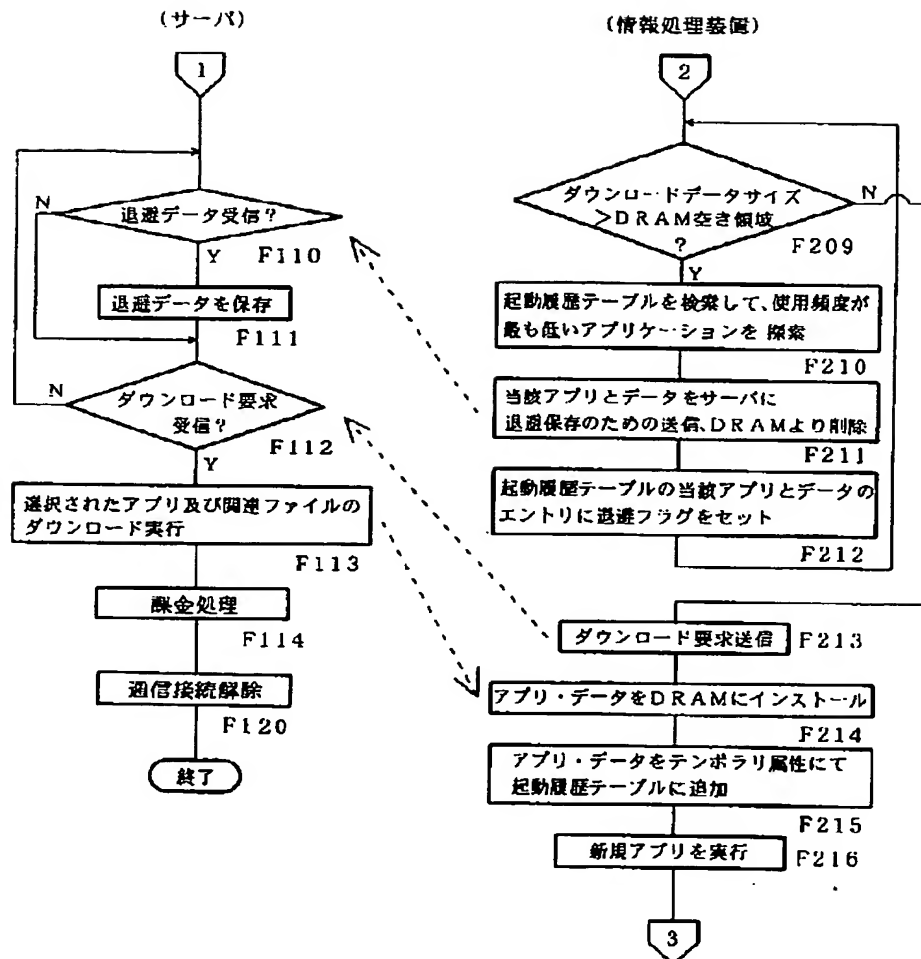 (サーバ)
1
N
退避データ受信?
Y
F110
退避データを保存
F111
N
ダウンロード要求
受信?
F112
Y
選択されたアプリ及び関連ファイルの
ダウンロード実行
F113
課金処理
F114
通信接続解除
F120
終了
(情報処理装置)
2
ダウンロードデータサイズ
>DRAM空き領域
?
N
F209
Y
起動履歴テーブルを検索して、使用頻度が
最も低いアプリケーションを 探索
F210
当該アプリとデータをサーバに
退避保存のための送信、DRAMより削除
F211
起動履歴テーブルの当該アプリとデータの
エントリに退避フラグをセット
F212
ダウンロード要求送信
F213
アプリ・データをDRAMにインストール
F214
アプリ・データをテンポラリ属性にて
起動履歴テーブルに追加
F215
新規アプリを実行
F216
3